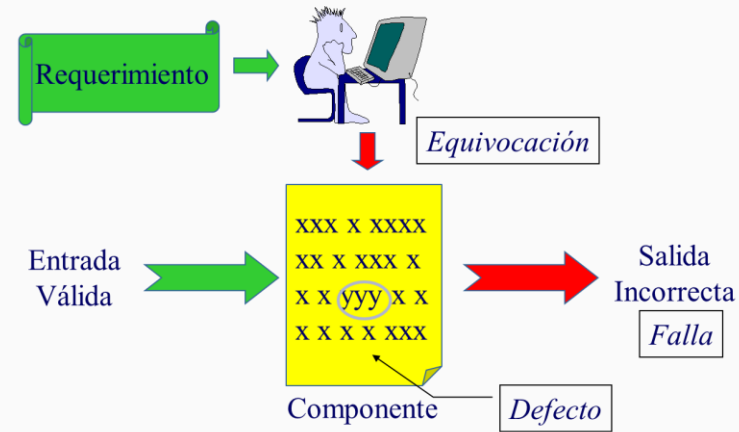 Requerimiento
Equivocación
xxx x xxxx
xx x xxx x
x x yyy x x
x x x x xxx
Entrada
Válida
Salida
Incorrecta
Falla
Componente
Defecto